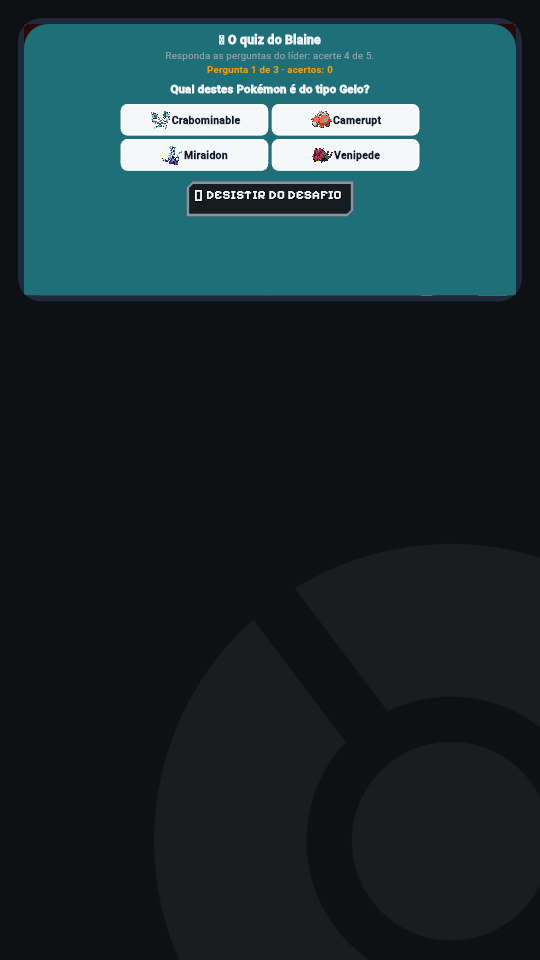 O quiz do Blaine
Responda as perguntas do líder: acerte 4 de 5.
Pergunta 1 de 3 · acertos: 0
Qual destes Pokémon é do tipo Gelo?
Crabominable
Camerupt
Miraidon
Venipede
DESISTIR DO DESAFIO